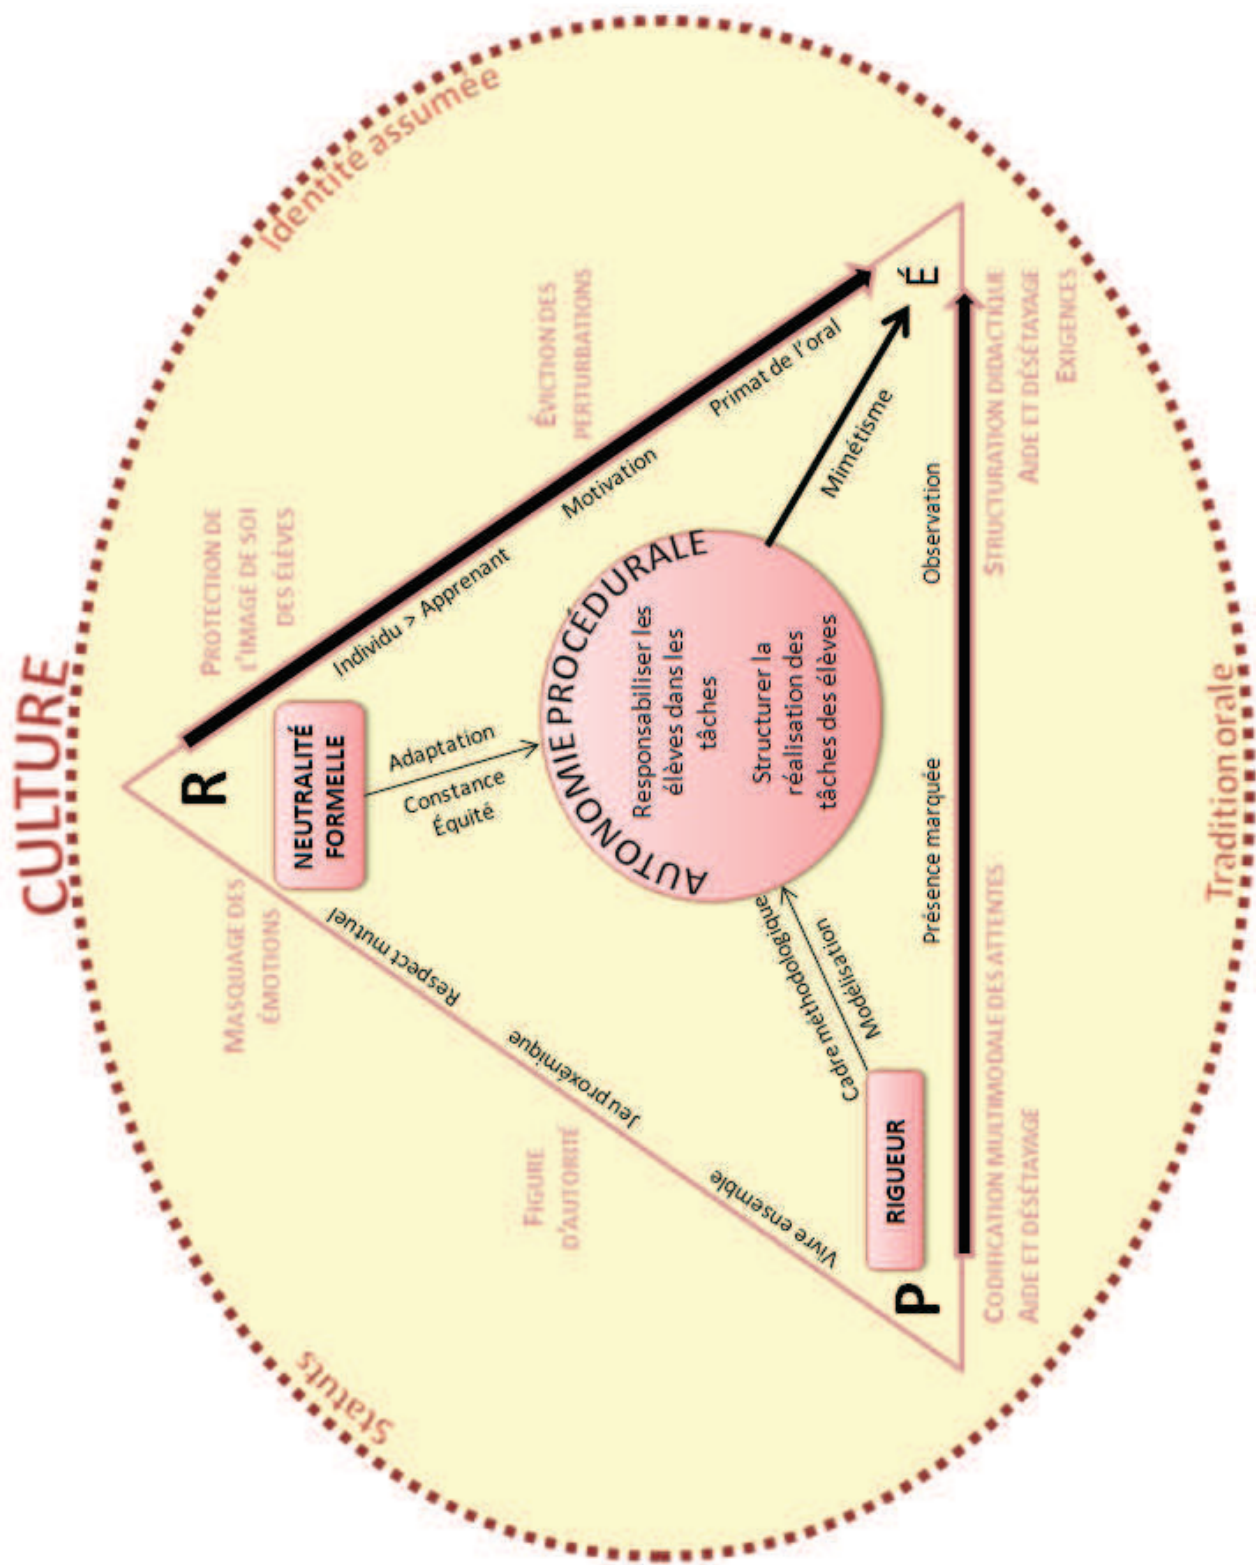 CULTURE
Identité assumée
Statuts
Tradition orale
R
NEUTRALITÉ
FORMELLE
MASQUAGE DES
ÉMOTIONS
PROTECTION DE
L'IMAGE DE SOI
DES ÉLÈVES
FIGURE
D'AUTORITÉ
ÉVICTION DES
PERTURBATIONS
Respect mutuel
Jeu proxémique
Vivre ensemble
Individu > Apprenant
Motivation
Primat de l'oral
Adaptation
Constance
Équité
AUTONOMIE PROCÉDURALE
Responsabiliser les
élèves dans les
tâches
Structurer la
réalisation des
tâches des élèves
Mimétisme
Cadre méthodologique
Modélisation
RIGUEUR
P
É
Présence marquée
Observation
CODIFICATION MULTIMODALE DES ATTENTES
AIDE ET DÉSÉTAYAGE
STRUCTURATION DIDACTIQUE
AIDE ET DÉSÉTAYAGE
EXIGENCES